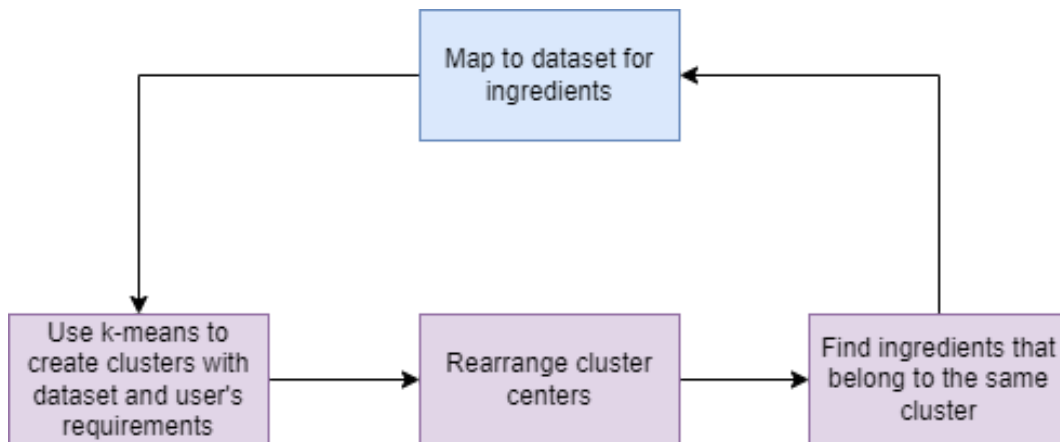 Map to dataset for
ingredients
Use k-means to
create clusters with
dataset and user's
requirements
Rearrange cluster
centers
Find ingredients that
belong to the same
cluster